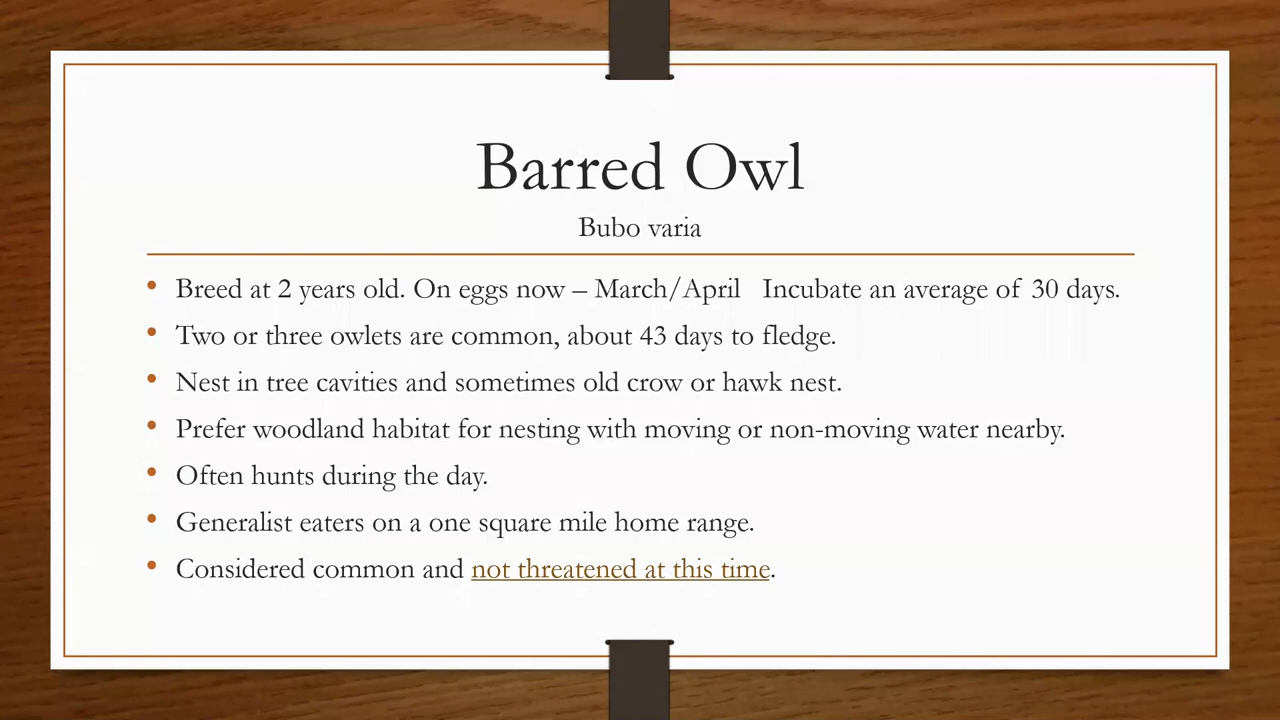 Barred Owl
Bubo varia
• Breed at 2 years old. On eggs now – March/April   Incubate an average of 30 days.
• Two or three owlets are common, about 43 days to fledge.
• Nest in tree cavities and sometimes old crow or hawk nest.
• Prefer woodland habitat for nesting with moving or non-moving water nearby.
• Often hunts during the day.
• Generalist eaters on a one square mile home range.
• Considered common and not threatened at this time.